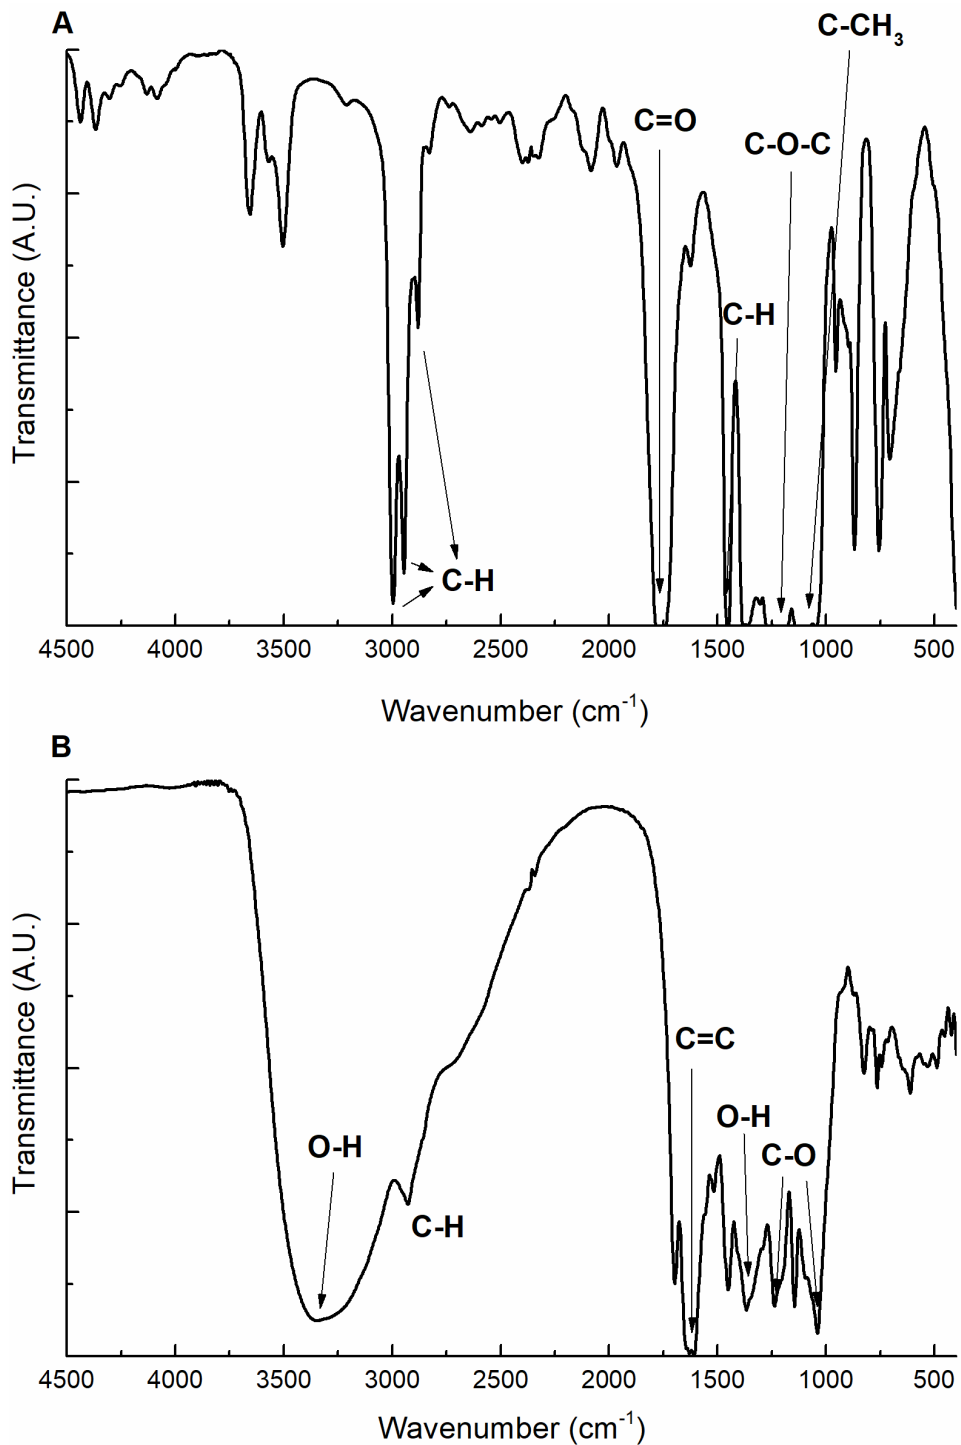 A
C-CH3
C=O
C-O-C
C-H
C-H
Transmittance (A.U.)
4500 4000 3500 3000 2500 2000 1500 1000 500
Wavenumber (cm-1)
B
C=C
O-H
O-H
C-O
C-H
Transmittance (A.U.)
4500 4000 3500 3000 2500 2000 1500 1000 500
Wavenumber (cm-1)